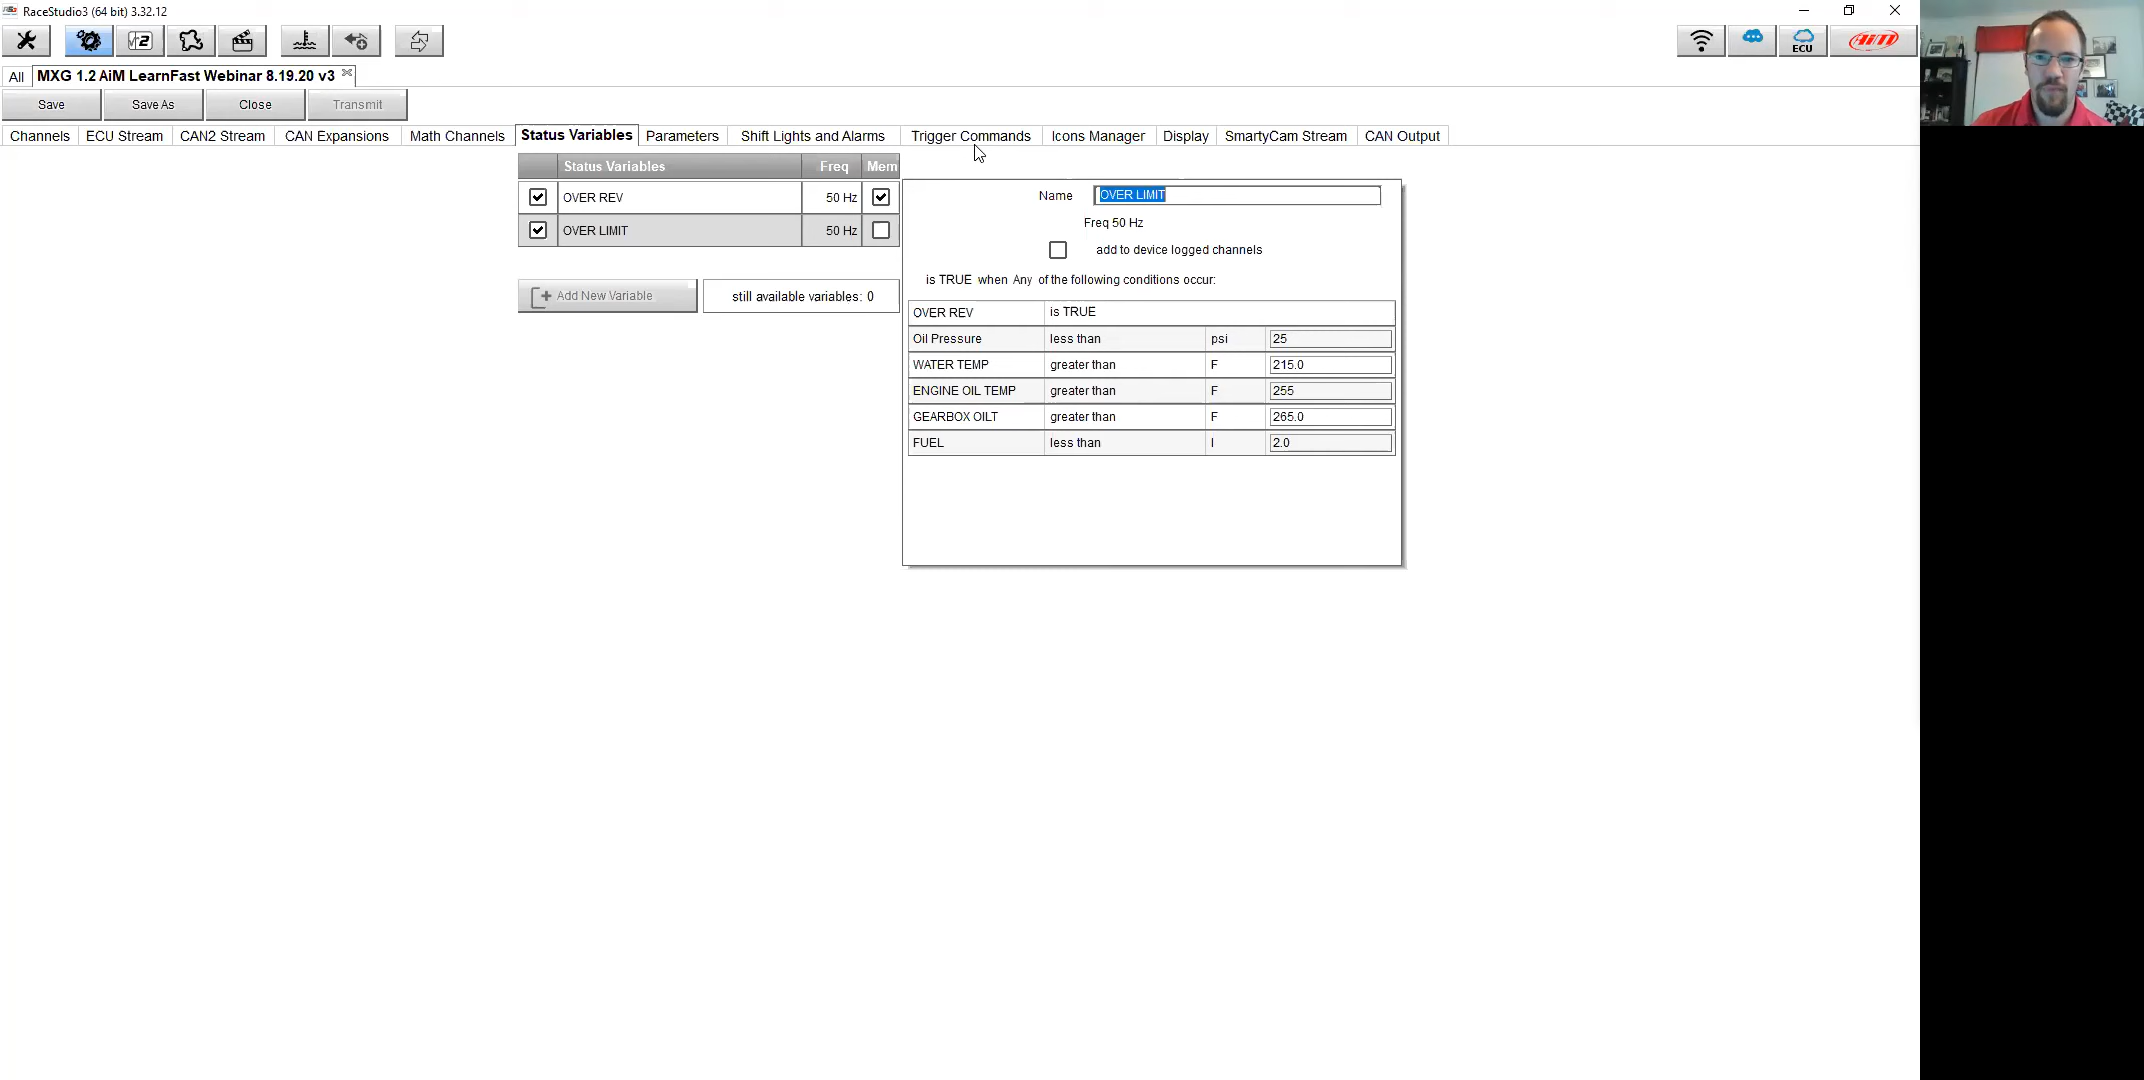 RaceStudio3 (64 bit) 3.32.12
ECU
AiM
All MXG 1.2 AiM LearnFast Webinar 8.19.20 v3
Save Save As Close Transmit
Channels ECU Stream CAN2 Stream CAN Expansions Math Channels Status Variables Parameters Shift Lights and Alarms Trigger Commands Icons Manager Display SmartyCam Stream CAN Output
Status Variables Freq Mem
OVER REV 50 Hz
OVER LIMIT 50 Hz
Add New Variable still available variables: 0
Name OVER LIMIT
Freq 50 Hz
add to device logged channels
is TRUE when Any of the following conditions occur:
OVER REV is TRUE
Oil Pressure less than psi 25
WATER TEMP greater than F 215.0
ENGINE OIL TEMP greater than F 255
GEARBOX OILT greater than F 265.0
FUEL less than l 2.0